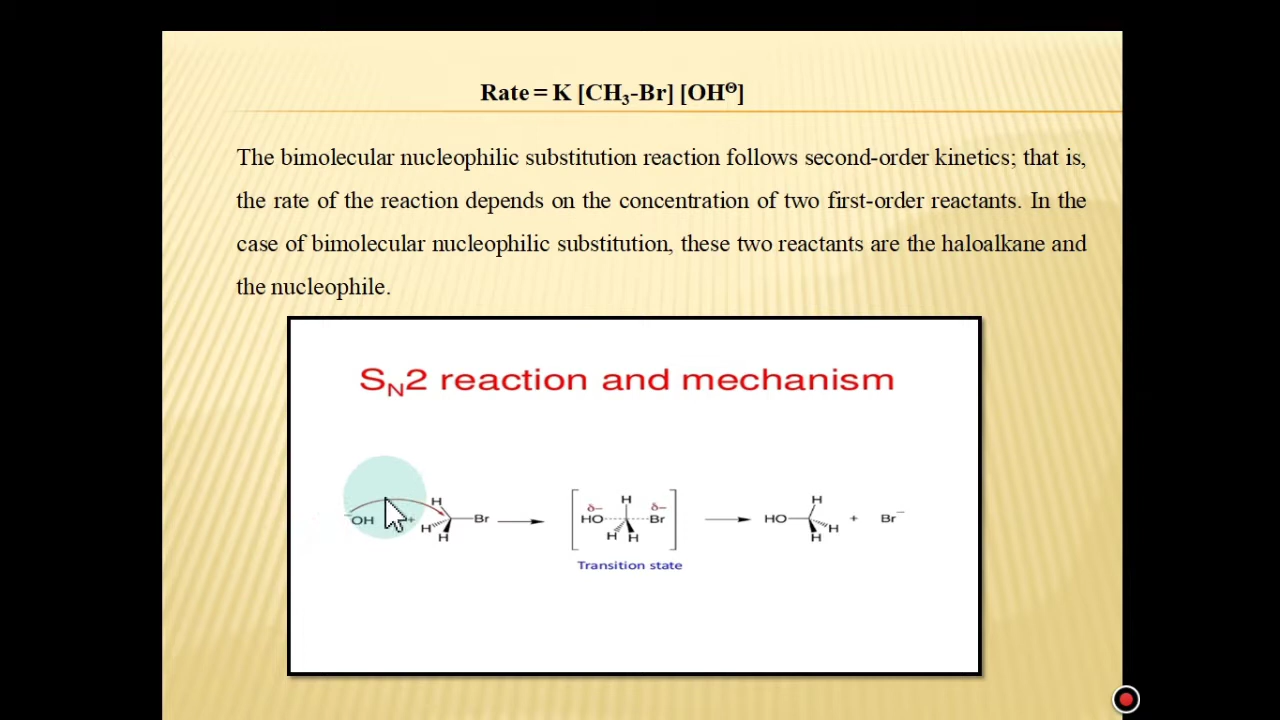 Rate = K [CH₃-Br] [OH⊖]
The bimolecular nucleophilic substitution reaction follows second-order kinetics; that is,
the rate of the reaction depends on the concentration of two first-order reactants. In the
case of bimolecular nucleophilic substitution, these two reactants are the haloalkane and
the nucleophile.
S_N2 reaction and mechanism
⁻OH + H H H Br
δ− δ− HO H Br H H
HO H H H + Br⁻
Transition state